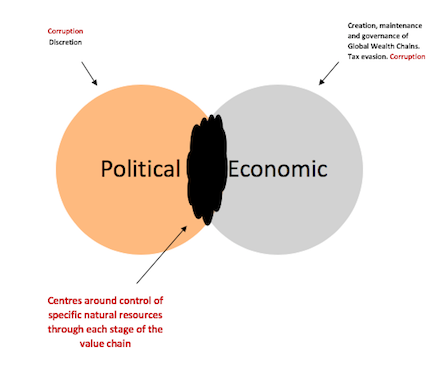 Corruption
Discretion
Creation, maintenance
and governance of
Global Wealth Chains.
Tax evasion. Corruption
Political
Economic
Centres around control of
specific natural resources
through each stage of the
value chain